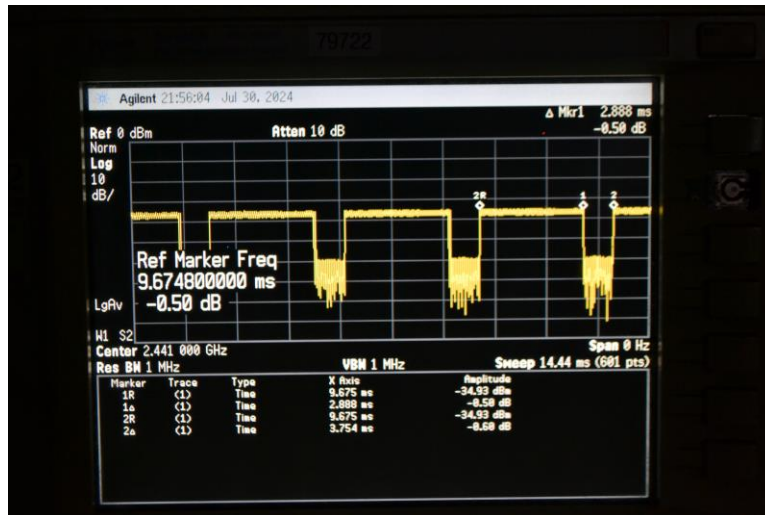 79722
Agilent 21:56:04 Jul 30, 2024
Δ Mkr1 2.888 ms
Ref 0 dBm Atten 10 dB -0.50 dB
Norm
Log
10
dB/
2R 1 2
Ref Marker Freq
9.674800000 ms
-0.50 dB
LgAv
W1 S2
Center 2.441 000 GHz Span 0 Hz
Res BW 1 MHz VBW 1 MHz Sweep 14.44 ms (601 pts)
Marker Trace Type X Axis Amplitude
1R (1) Time 9.675 ms -34.93 dBm
1Δ (1) Time 2.888 ms -0.50 dB
2R (1) Time 9.675 ms -34.93 dBm
2Δ (1) Time 3.754 ms -0.60 dB